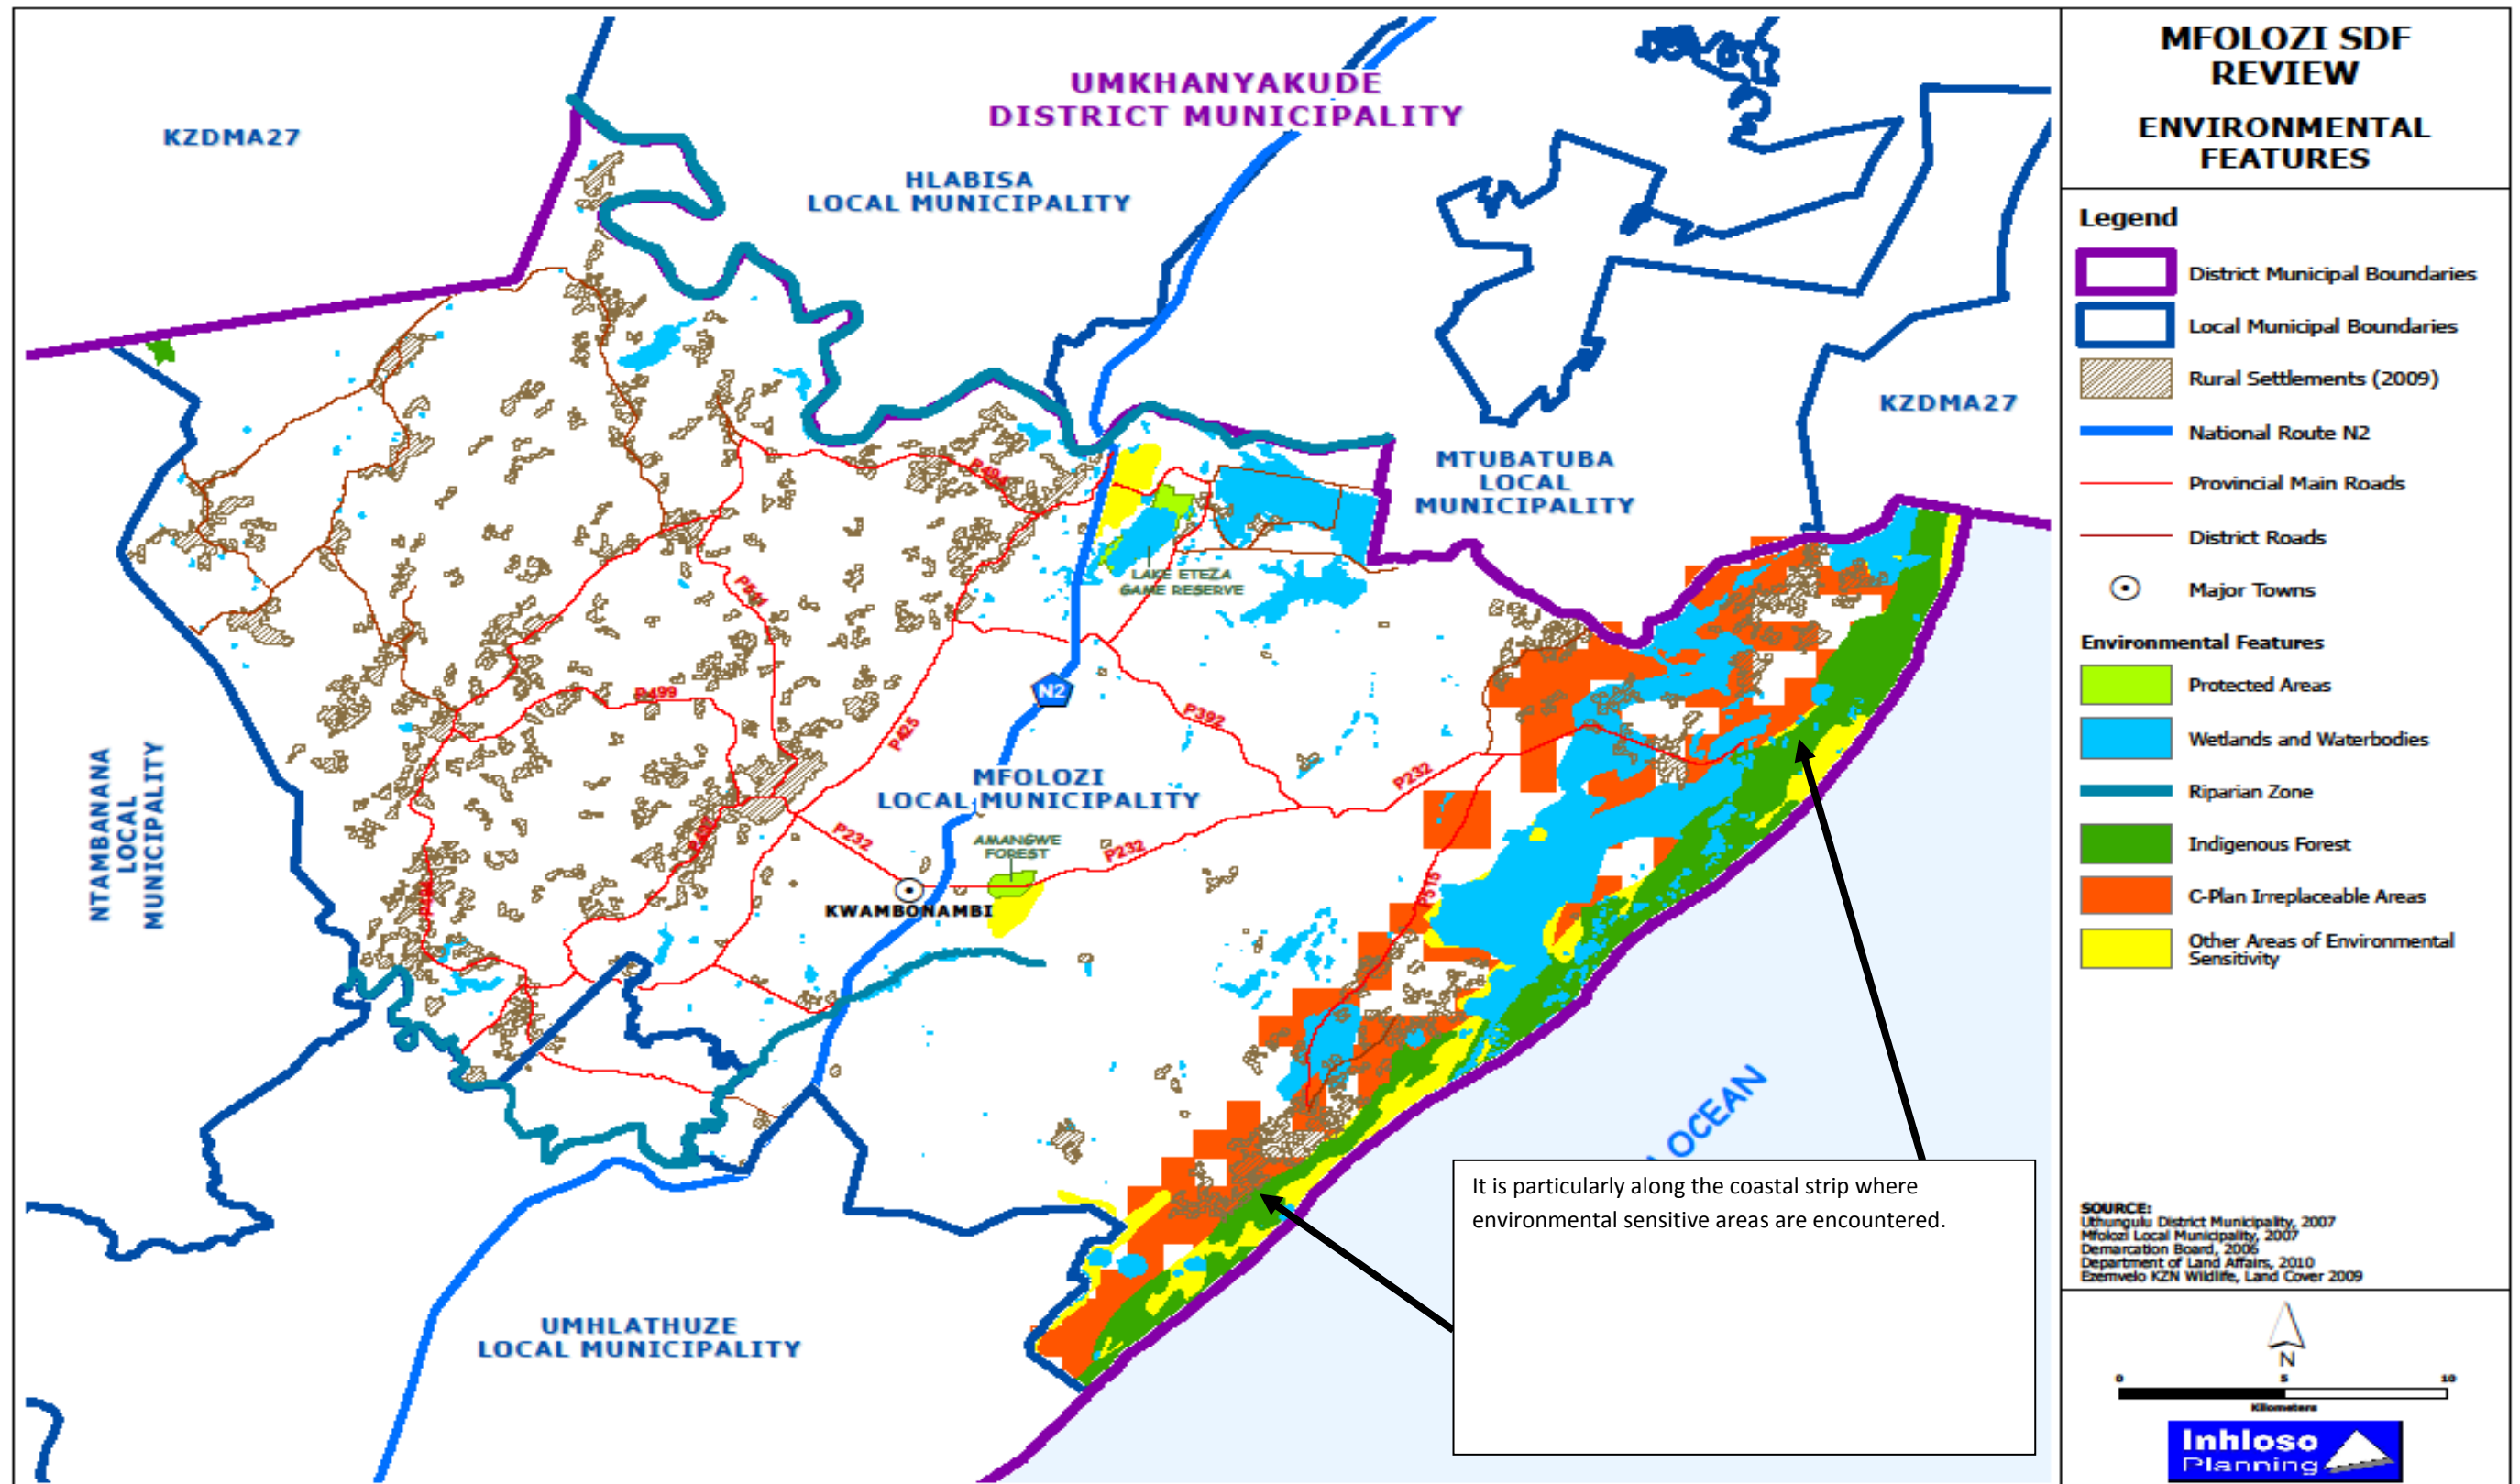 MFOLOZI SDF
REVIEW
ENVIRONMENTAL
FEATURES
Legend
District Municipal Boundaries
Local Municipal Boundaries
Rural Settlements (2009)
National Route N2
Provincial Main Roads
District Roads
Major Towns
Environmental Features
Protected Areas
Wetlands and Waterbodies
Riparian Zone
Indigenous Forest
C-Plan Irreplaceable Areas
Other Areas of Environmental
Sensitivity
SOURCE:
Uthungulu District Municipality, 2007
Mfolozi Local Municipality, 2007
Demarcation Board, 2006
Department of Land Affairs, 2010
Ezemvelo KZN Wildlife, Land Cover 2009
N
0 5 10
Kilometers
Inhloso
Planning
UMKHANYAKUDE
DISTRICT MUNICIPALITY
KZDMA27
HLABISA
LOCAL MUNICIPALITY
KZDMA27
MTUBATUBA
LOCAL
MUNICIPALITY
P494
LAKE ETEZA
GAME RESERVE
P544
P499
N2
P392
P425
NTAMBANANA
LOCAL
MUNICIPALITY
MFOLOZI
LOCAL MUNICIPALITY
P232
P232
AMANGWE
FOREST
P232
KWAMBONAMBI
P515
OCEAN
It is particularly along the coastal strip where
environmental sensitive areas are encountered.
UMHLATHUZE
LOCAL MUNICIPALITY